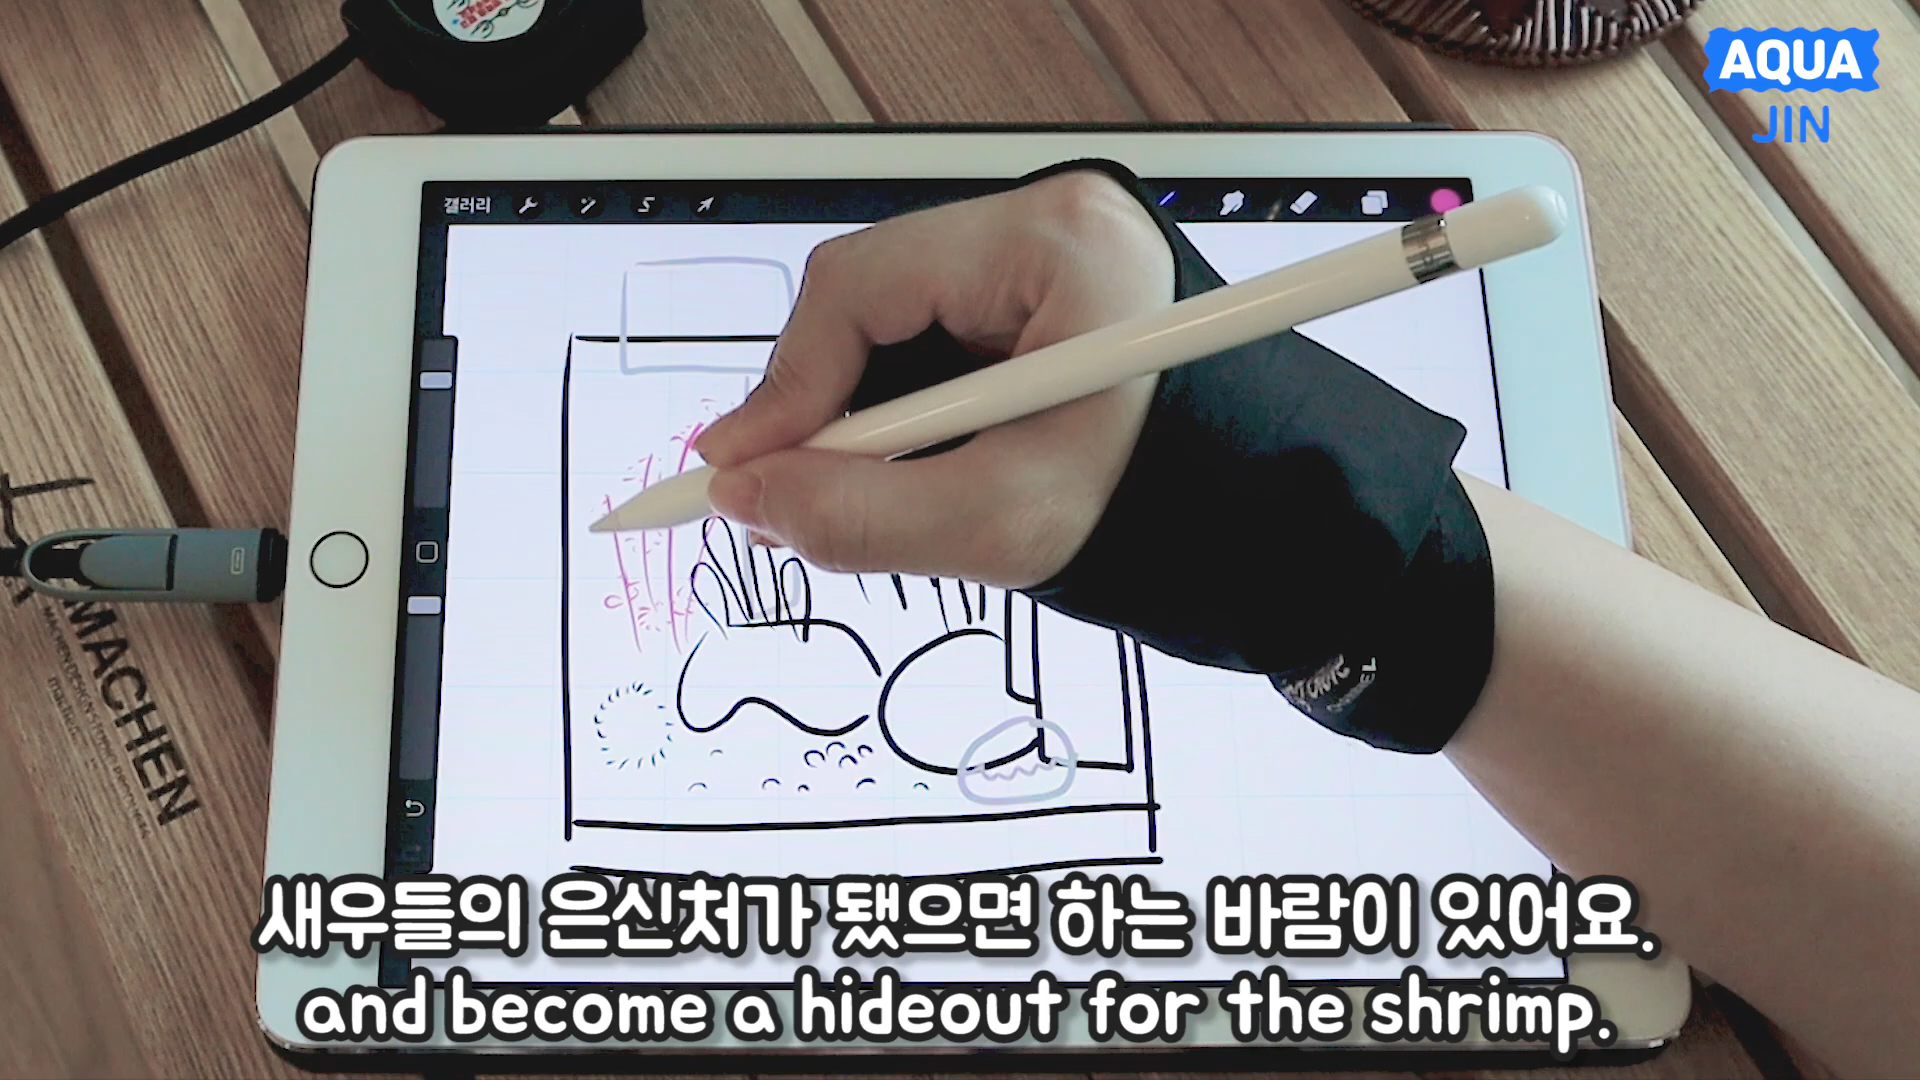 AQUA
JIN
갤러리
MACHEN
새우들의 은신처가 됐으면 하는 바람이 있어요.
and become a hideout for the shrimp.